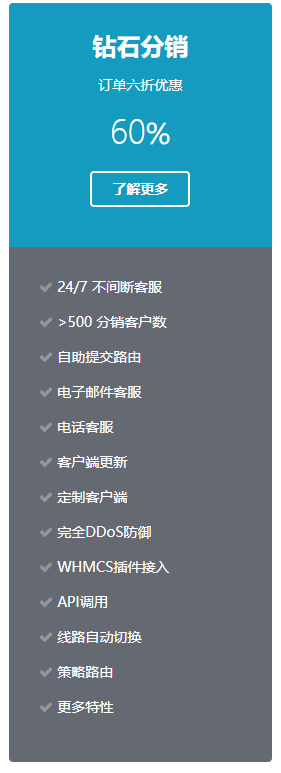 钻石分销
订单六折优惠
60%
了解更多
24/7 不间断客服
>500 分销客户数
自助提交路由
电子邮件客服
电话客服
客户端更新
定制客户端
完全DDoS防御
WHMCS插件接入
API调用
线路自动切换
策略路由
更多特性